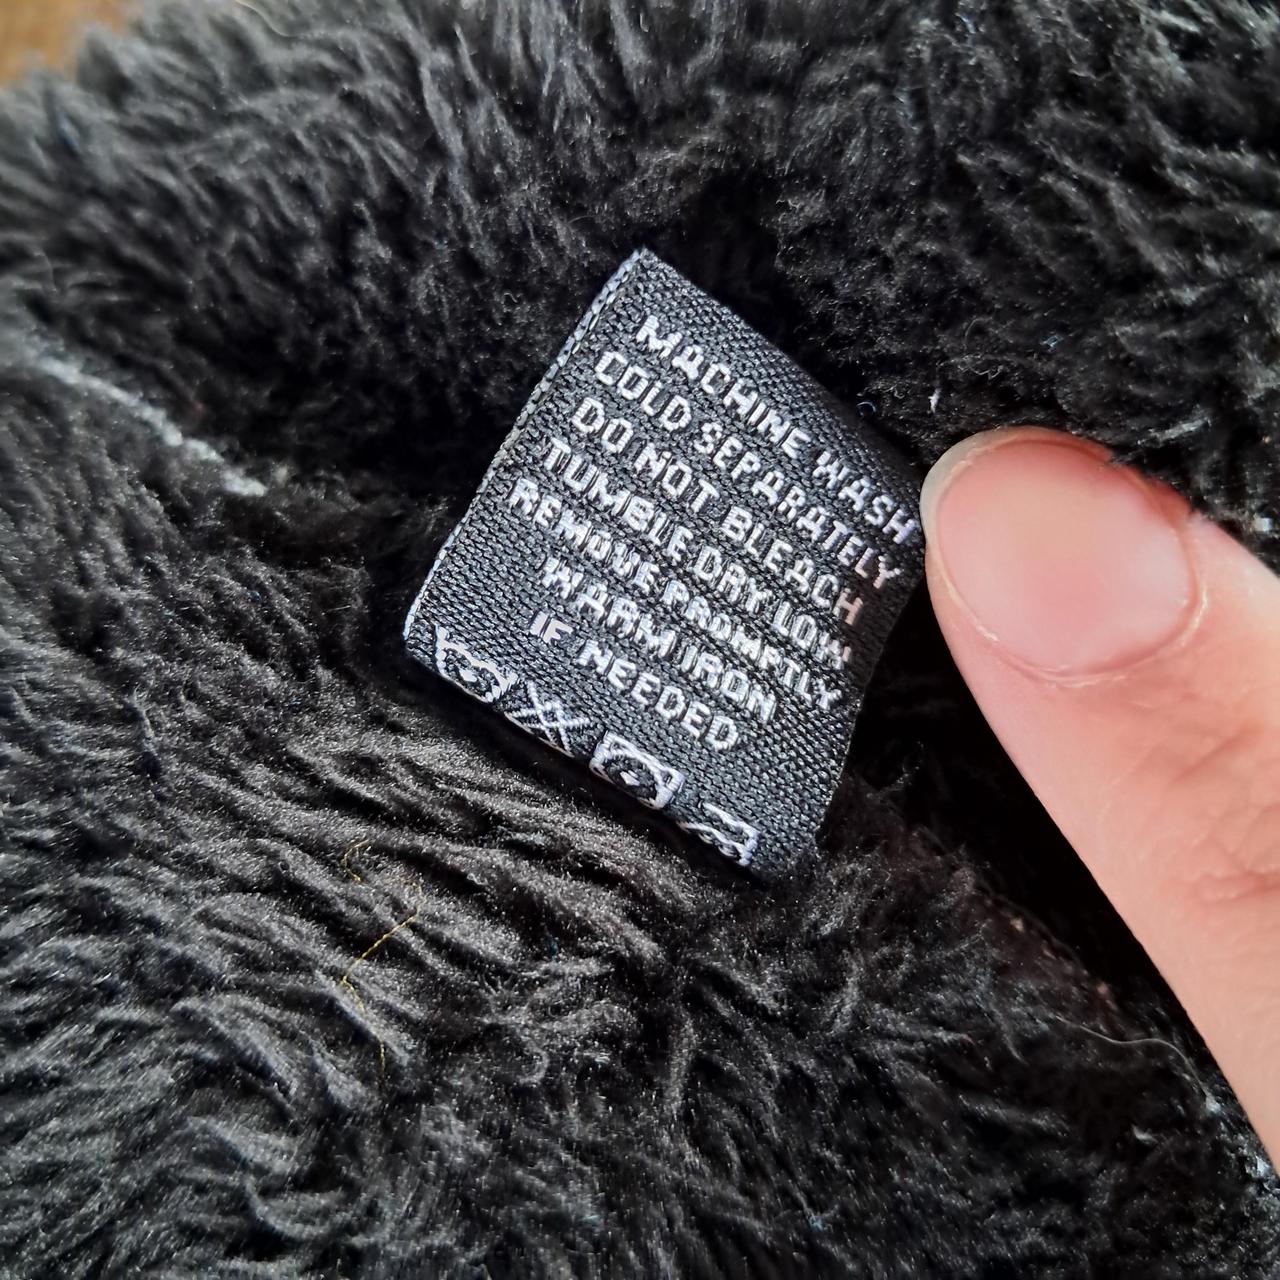 MACHINE WASH
COLD SEPARATELY
DO NOT BLEACH
TUMBLE DRY LOW
REMOVE PROMPTLY
WARM IRON
IF NEEDED